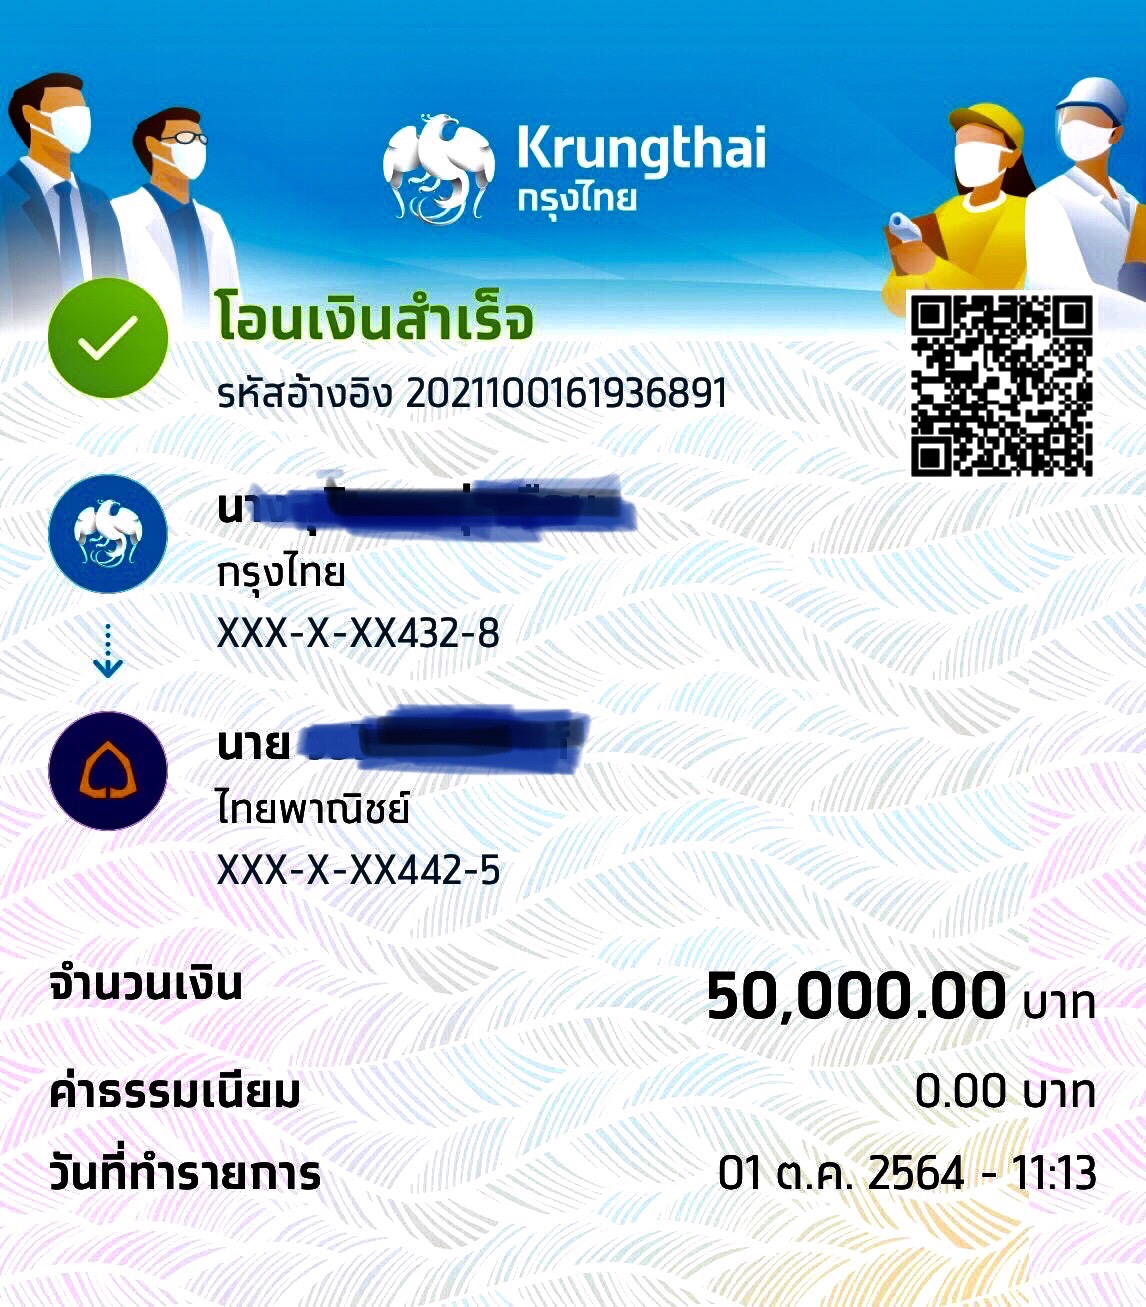 Krungthai
กรุงไทย
โอนเงินสำเร็จ
รหัสอ้างอิง 2021100161936891
กรุงไทย
XXX-X-XX432-8
นาย
ไทยพาณิชย์
XXX-X-XX442-5
จำนวนเงิน 50,000.00 บาท
ค่าธรรมเนียม 0.00 บาท
วันที่ทำรายการ 01 ต.ค. 2564 - 11:13